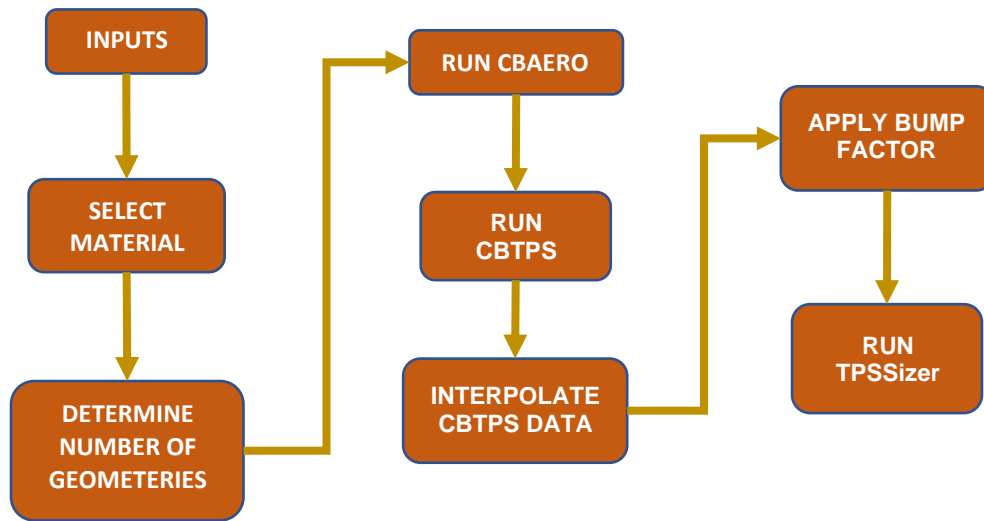 INPUTS
SELECT
MATERIAL
DETERMINE
NUMBER OF
GEOMETERIES
RUN CBAERO
RUN
CBTPS
INTERPOLATE
CBTPS DATA
APPLY BUMP
FACTOR
RUN
TPSSizer